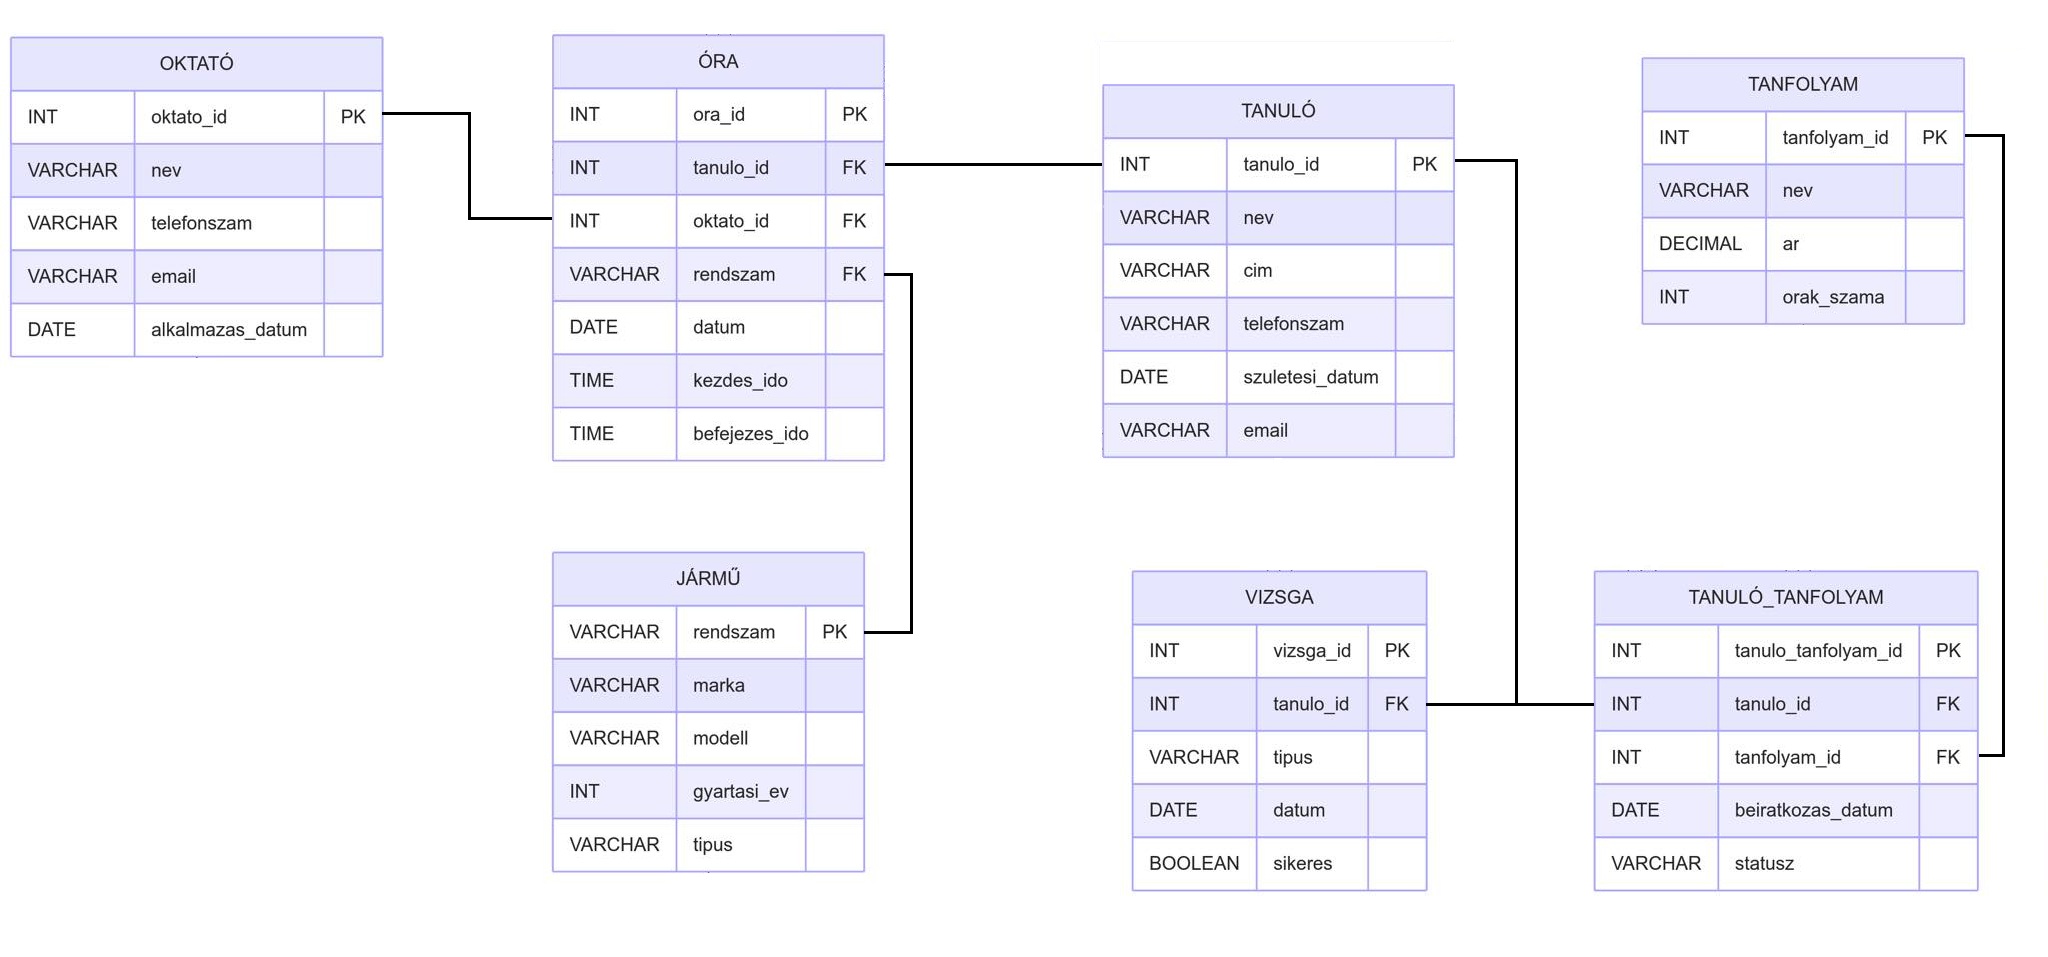 OKTATÓ
INT oktato_id PK
VARCHAR nev
VARCHAR telefonszam
VARCHAR email
DATE alkalmazas_datum
ÓRA
INT ora_id PK
INT tanulo_id FK
INT oktato_id FK
VARCHAR rendszam FK
DATE datum
TIME kezdes_ido
TIME befejezes_ido
TANULÓ
INT tanulo_id PK
VARCHAR nev
VARCHAR cim
VARCHAR telefonszam
DATE szuletesi_datum
VARCHAR email
TANFOLYAM
INT tanfolyam_id PK
VARCHAR nev
DECIMAL ar
INT orak_szama
JÁRMŰ
VARCHAR rendszam PK
VARCHAR marka
VARCHAR modell
INT gyartasi_ev
VARCHAR tipus
VIZSGA
INT vizsga_id PK
INT tanulo_id FK
VARCHAR tipus
DATE datum
BOOLEAN sikeres
TANULÓ_TANFOLYAM
INT tanulo_tanfolyam_id PK
INT tanulo_id FK
INT tanfolyam_id FK
DATE beiratkozas_datum
VARCHAR statusz